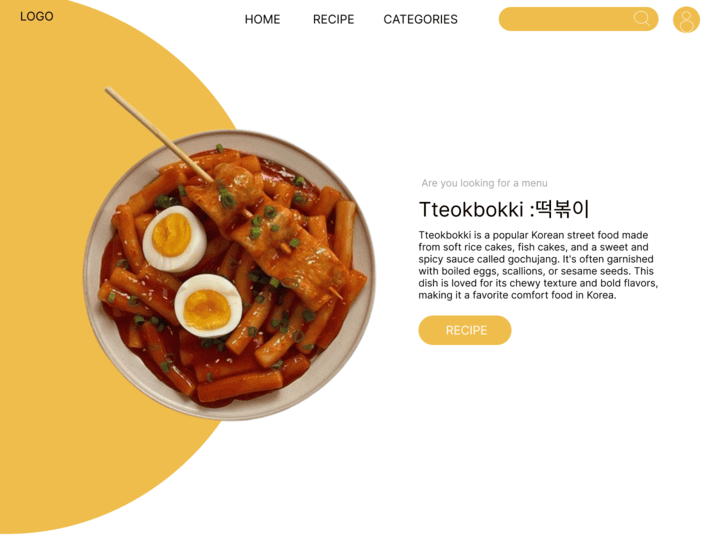 LOGO
HOME
RECIPE
CATEGORIES
Are you looking for a menu
Tteokbokki :떡볶이
Tteokbokki is a popular Korean street food made
from soft rice cakes, fish cakes, and a sweet and
spicy sauce called gochujang. It's often garnished
with boiled eggs, scallions, or sesame seeds. This
dish is loved for its chewy texture and bold flavors,
making it a favorite comfort food in Korea.
RECIPE